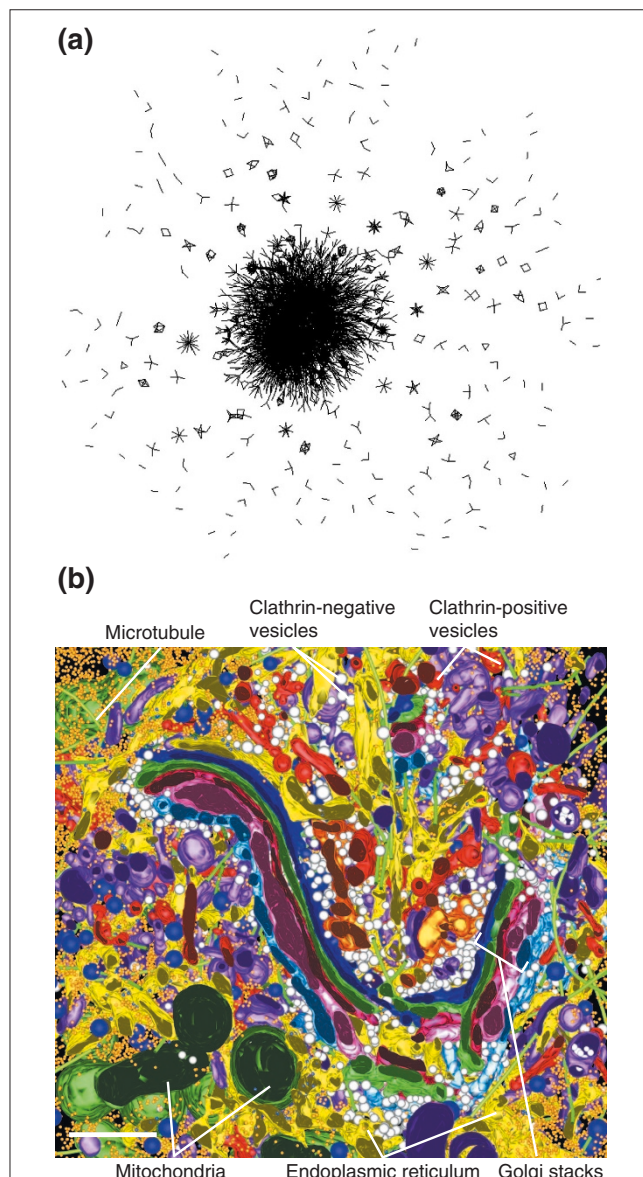 (a)
(b)
Clathrin-negative Clathrin-positive
Microtubule vesicles vesicles
Mitochondria Endoplasmic reticulum Golgi stacks